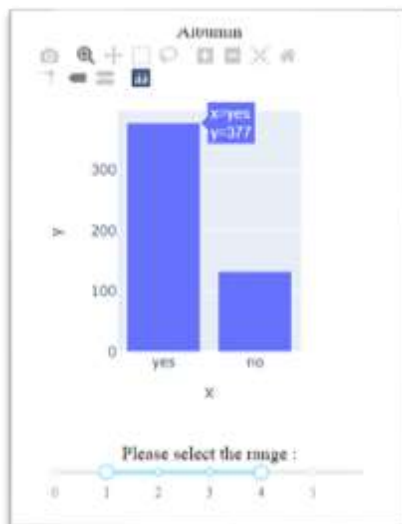 Albumin
x=yes
y=377
300
200
100
0
y
yes no
x
Please select the range :
0 1 2 3 4 5